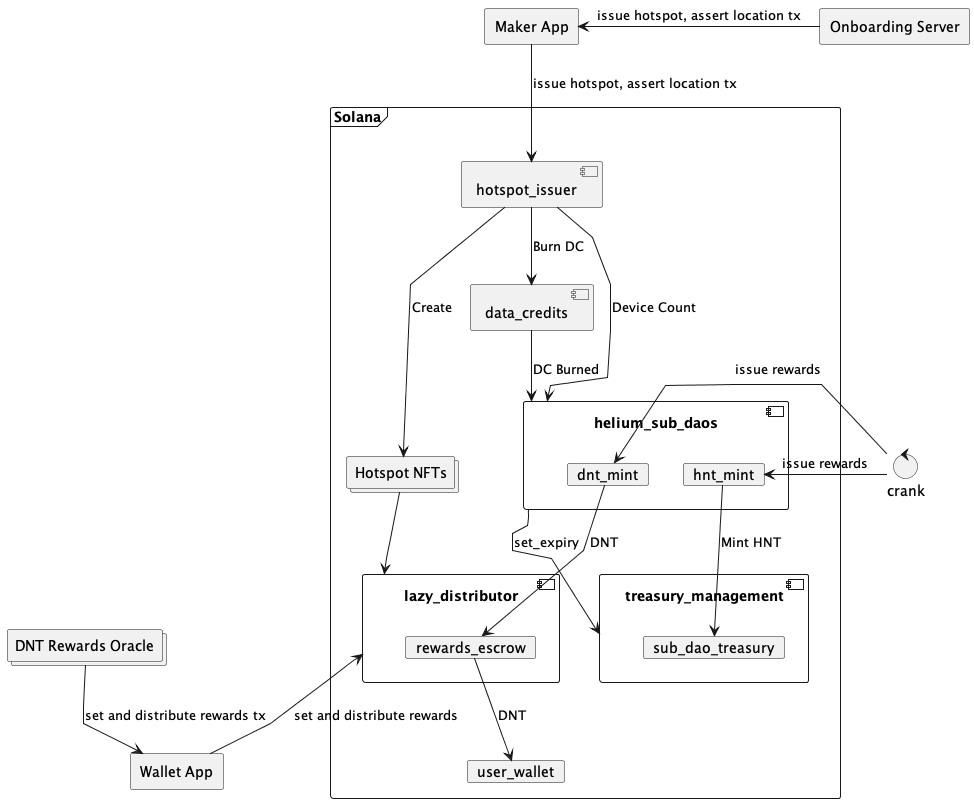 issue hotspot, assert location tx
Maker App
Onboarding Server
issue hotspot, assert location tx
Solana
hotspot_issuer
Burn DC
data_credits
Create
Device Count
DC Burned
issue rewards
helium_sub_daos
issue rewards
Hotspot NFTs
dnt_mint
hnt_mint
crank
set_expiry
DNT
Mint HNT
lazy_distributor
treasury_management
DNT Rewards Oracle
rewards_escrow
sub_dao_treasury
set and distribute rewards tx
set and distribute rewards
DNT
Wallet App
user_wallet